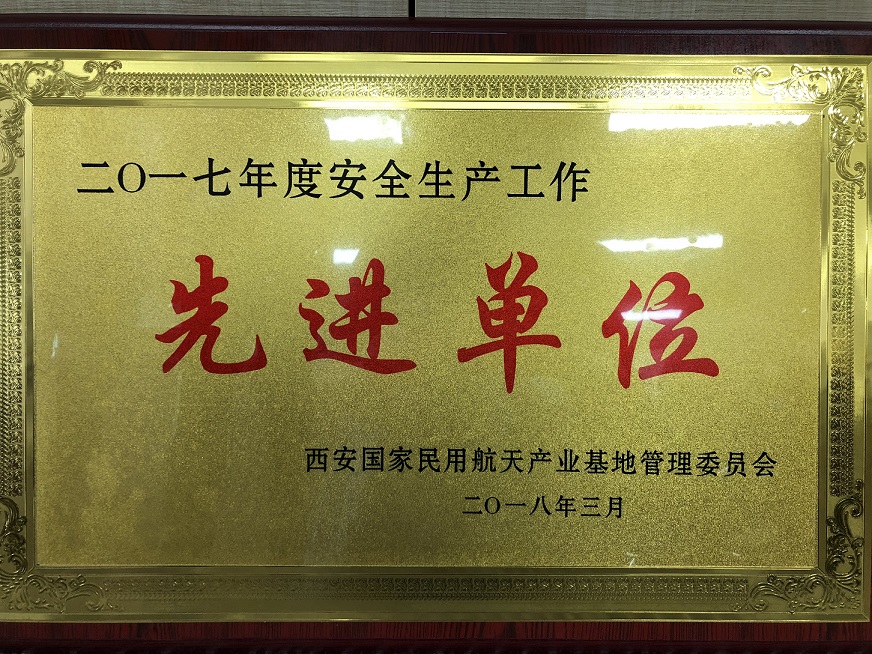 二〇一七年度安全生产工作
先进单位
西安国家民用航天产业基地管理委员会
二〇一八年三月